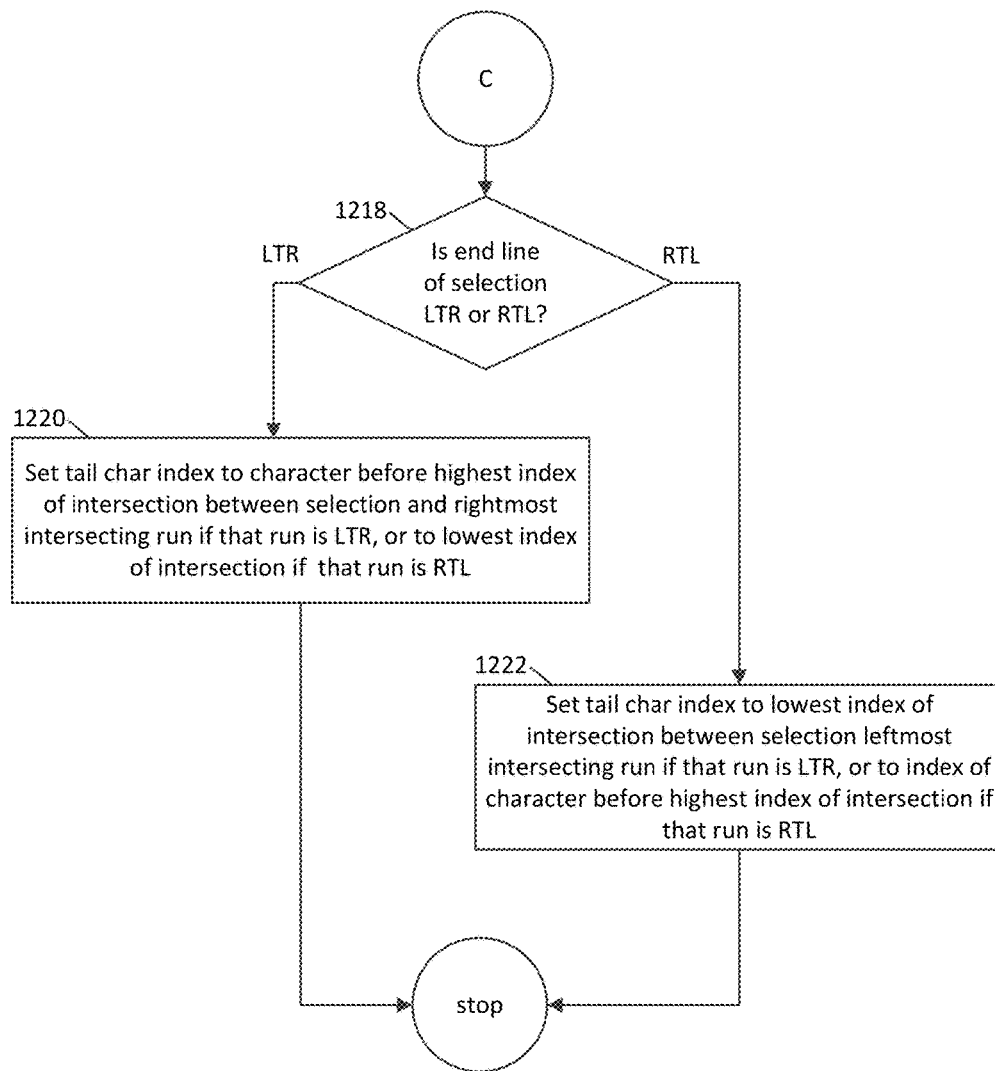 C
1218
LTR
RTL
Is end line
of selection
LTR or RTL?
1220
Set tail char index to character before highest index
of intersection between selection and rightmost
intersecting run if that run is LTR, or to lowest index
of intersection if that run is RTL
1222
Set tail char index to lowest index of
intersection between selection leftmost
intersecting run if that run is LTR, or to index of
character before highest index of intersection if
that run is RTL
stop